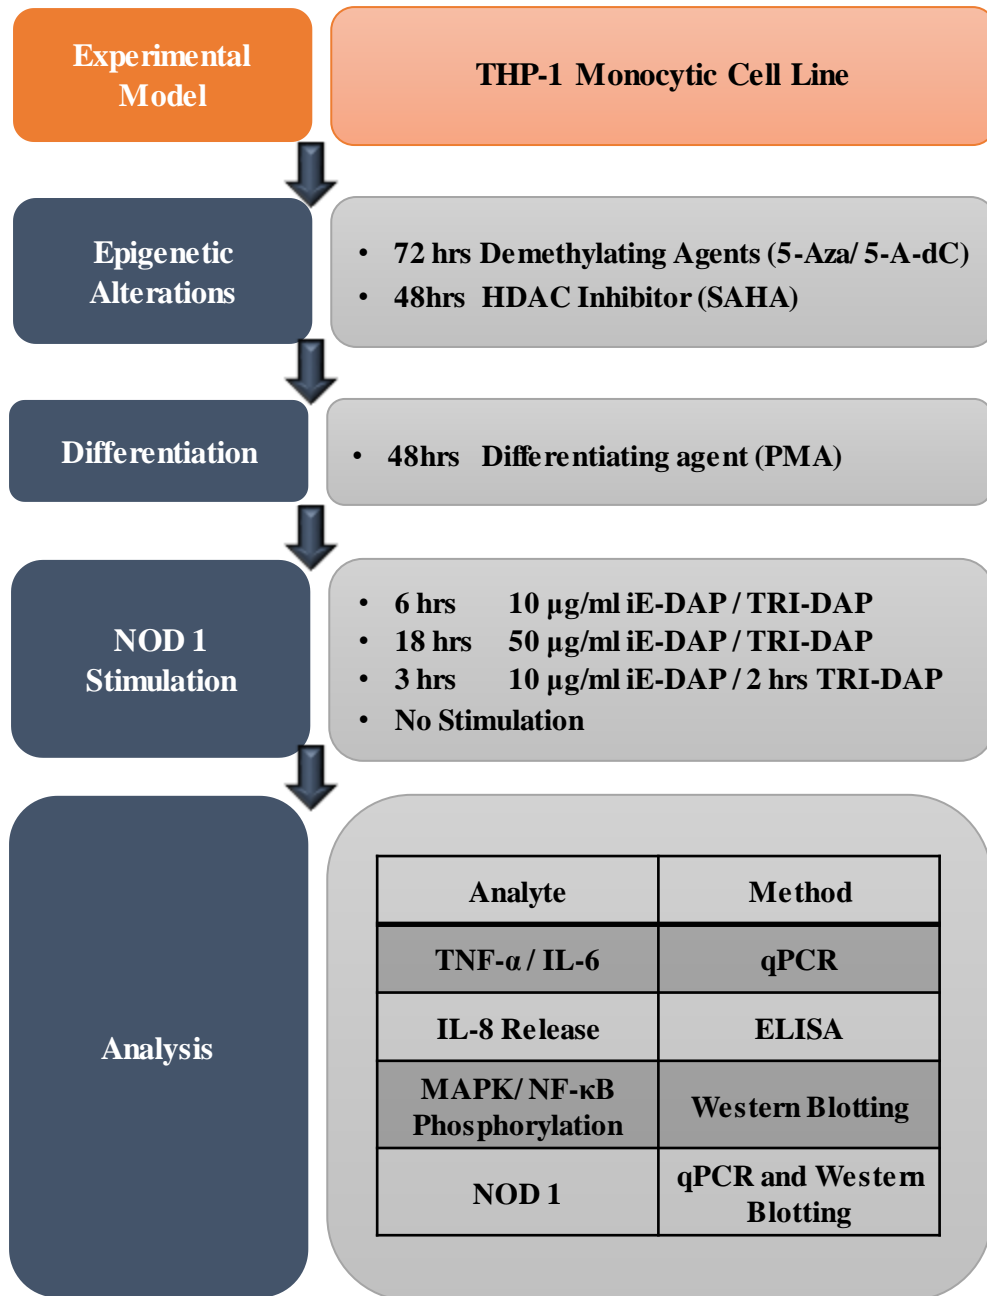 Experimental
Model
THP-1 Monocytic Cell Line
Epigenetic
Alterations
• 72 hrs Demethylating Agents (5-Aza/ 5-A-dC)
• 48hrs HDAC Inhibitor (SAHA)
Differentiation
• 48hrs Differentiating agent (PMA)
NOD 1
Stimulation
• 6 hrs 10 µg/ml iE-DAP / TRI-DAP
• 18 hrs 50 µg/ml iE-DAP / TRI-DAP
• 3 hrs 10 µg/ml iE-DAP / 2 hrs TRI-DAP
• No Stimulation
Analysis
Analyte Method
TNF-α / IL-6 qPCR
IL-8 Release ELISA
MAPK/ NF-κB
Phosphorylation
Western Blotting
NOD 1
qPCR and Western
Blotting